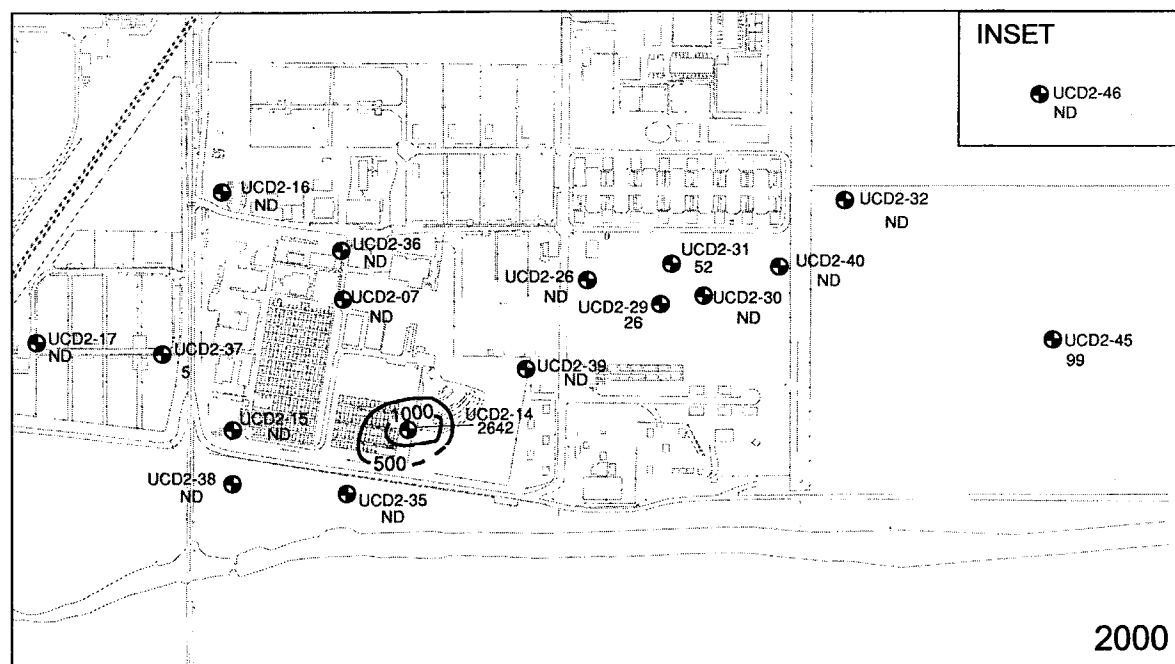 INSET
UCD2-46
ND
UCD2-16
ND
UCD2-32
ND
UCD2-36
ND
UCD2-31
52
UCD2-40
ND
UCD2-26
ND
UCD2-07
ND
UCD2-29
26
UCD2-30
ND
UCD2-17
ND
UCD2-37
5
UCD2-45
99
UCD2-39
ND
UCD2-14
2642
1000
500
UCD2-15
ND
UCD2-38
ND
UCD2-35
ND
2000